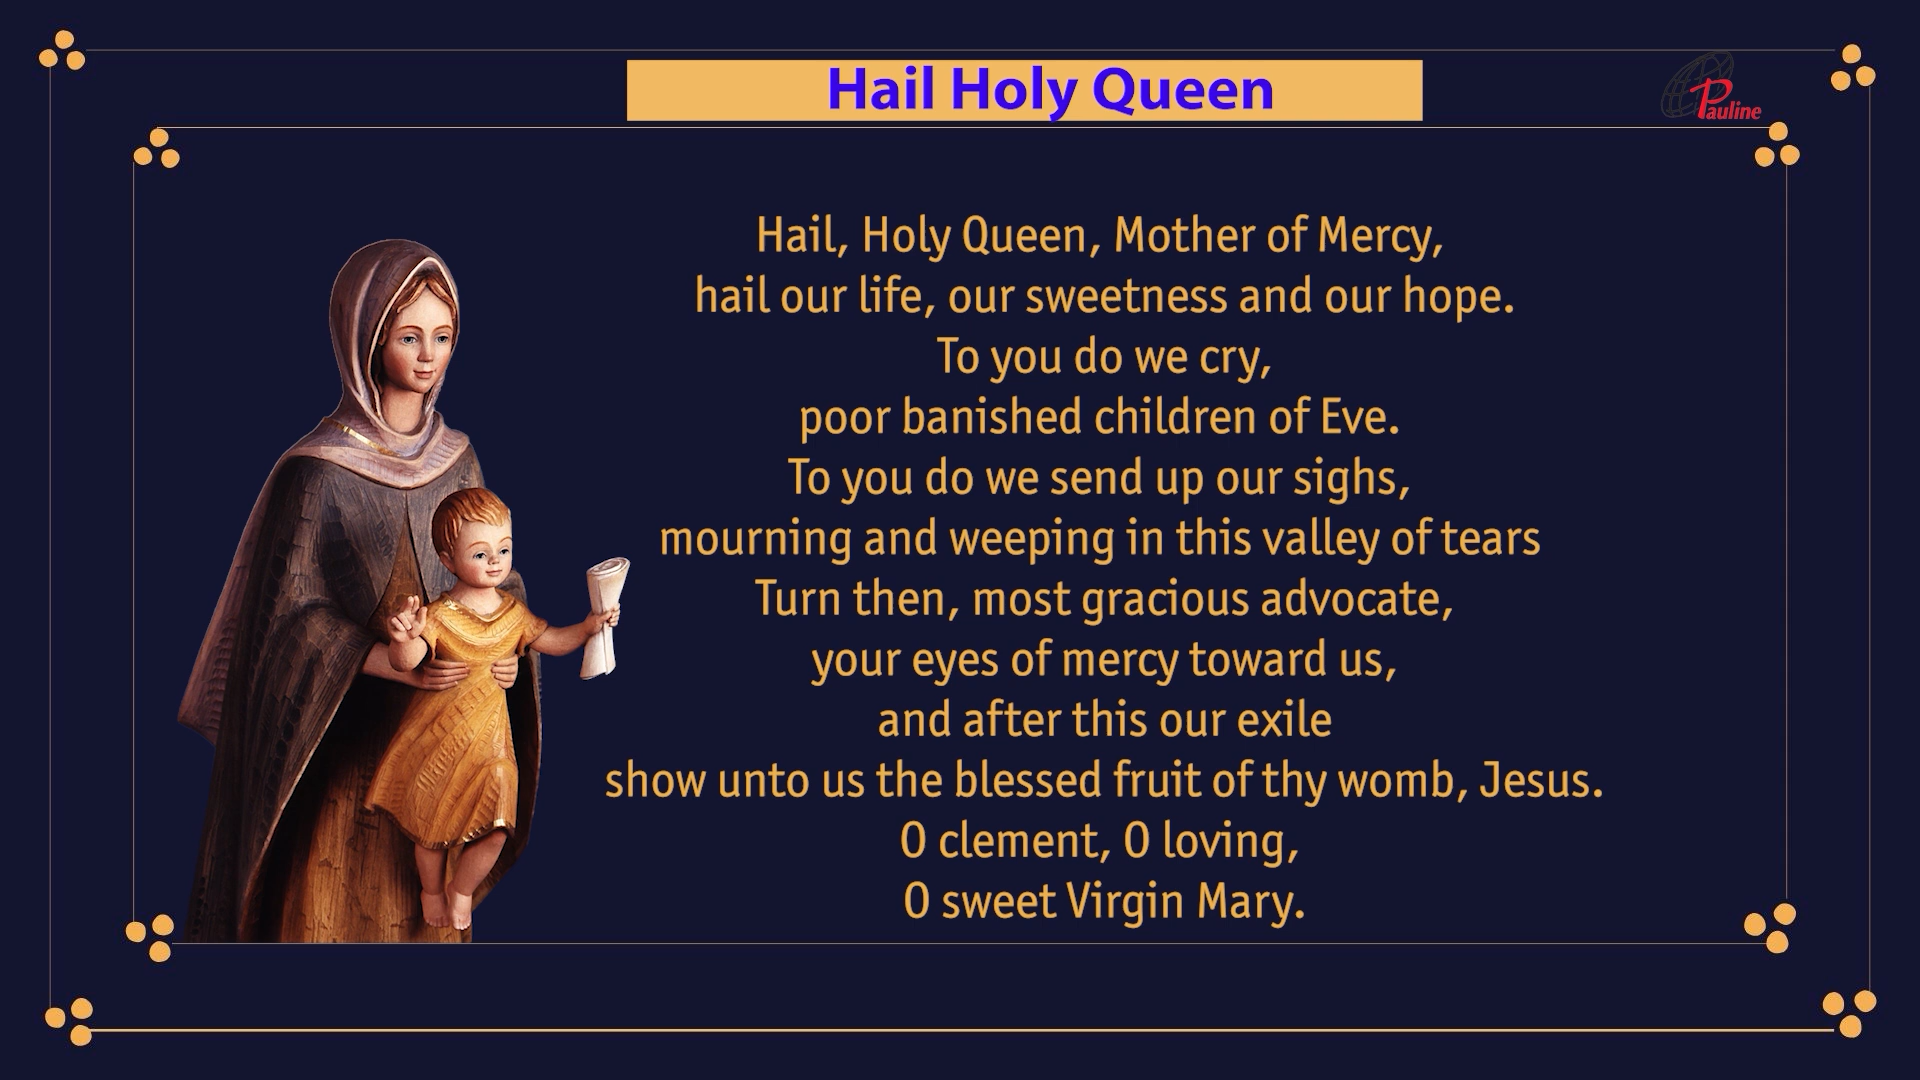 Hail Holy Queen
Pauline
Hail, Holy Queen, Mother of Mercy,
hail our life, our sweetness and our hope.
To you do we cry,
poor banished children of Eve.
To you do we send up our sighs,
mourning and weeping in this valley of tears
Turn then, most gracious advocate,
your eyes of mercy toward us,
and after this our exile
show unto us the blessed fruit of thy womb, Jesus.
O clement, O loving,
O sweet Virgin Mary.